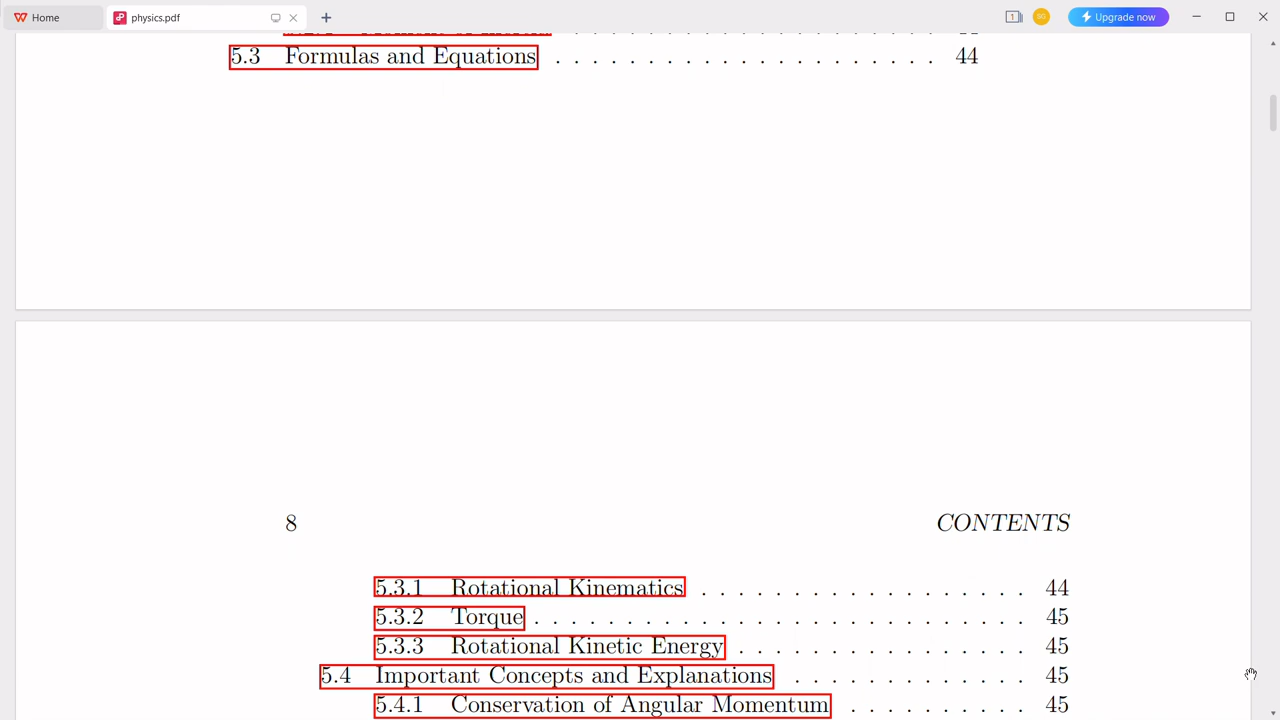 Home
physics.pdf
1
SG
Upgrade now
5.3 Formulas and Equations . . . . . . . . . . . . . . . . . . . . . 44
8 CONTENTS
5.3.1 Rotational Kinematics . . . . . . . . . . . . . . . . . . 44
5.3.2 Torque . . . . . . . . . . . . . . . . . . . . . . . . . . . 45
5.3.3 Rotational Kinetic Energy . . . . . . . . . . . . . . . . 45
5.4 Important Concepts and Explanations . . . . . . . . . . . . . 45
5.4.1 Conservation of Angular Momentum . . . . . . . . . . 45